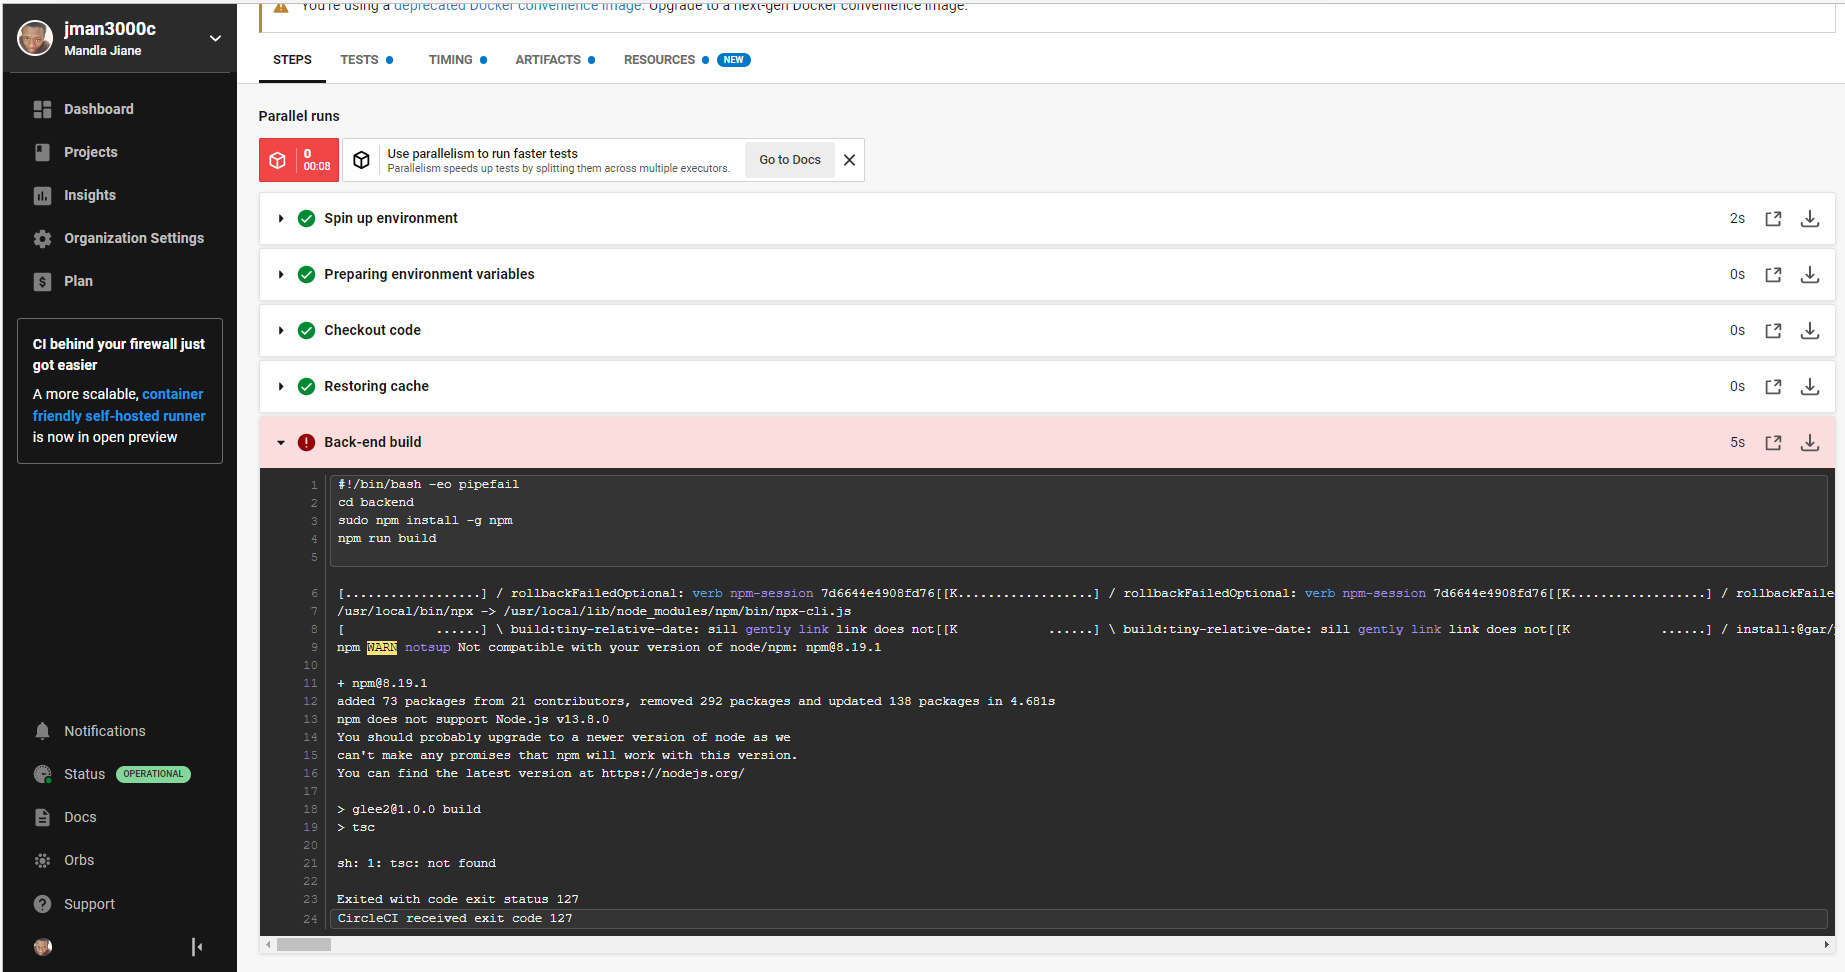 jman3000c
Mandla Jiane
Dashboard
Projects
Insights
Organization Settings
Plan
CI behind your firewall just
got easier
A more scalable, container
friendly self-hosted runner
is now in open preview
Notifications
Status OPERATIONAL
Docs
Orbs
Support
You're using a deprecated Docker convenience image. Upgrade to a next-gen Docker convenience image.
STEPS TESTS TIMING ARTIFACTS RESOURCES NEW
Parallel runs
0
00:08
Use parallelism to run faster tests
Parallelism speeds up tests by splitting them across multiple executors.
Go to Docs
Spin up environment 2s
Preparing environment variables 0s
Checkout code 0s
Restoring cache 0s
Back-end build 5s
1 #!/bin/bash -eo pipefail
2 cd backend
3 sudo npm install -g npm
4 npm run build
5
6 [..................] / rollbackFailedOptional: verb npm-session 7d6644e4908fd76[[K..................] / rollbackFailedOptional: verb npm-session 7d6644e4908fd76[[K..................] / rollbackFaile
7 /usr/local/bin/npx -> /usr/local/lib/node_modules/npm/bin/npx-cli.js
8 [            ......] \ build:tiny-relative-date: sill gently link link does not[[K            ......] \ build:tiny-relative-date: sill gently link link does not[[K            ......] / install:@gar/
9 npm WARN notsup Not compatible with your version of node/npm: npm@8.19.1
10
11 + npm@8.19.1
12 added 73 packages from 21 contributors, removed 292 packages and updated 138 packages in 4.681s
13 npm does not support Node.js v13.8.0
14 You should probably upgrade to a newer version of node as we
15 can't make any promises that npm will work with this version.
16 You can find the latest version at https://nodejs.org/
17
18 > glee2@1.0.0 build
19 > tsc
20
21 sh: 1: tsc: not found
22
23 Exited with code exit status 127
24 CircleCI received exit code 127